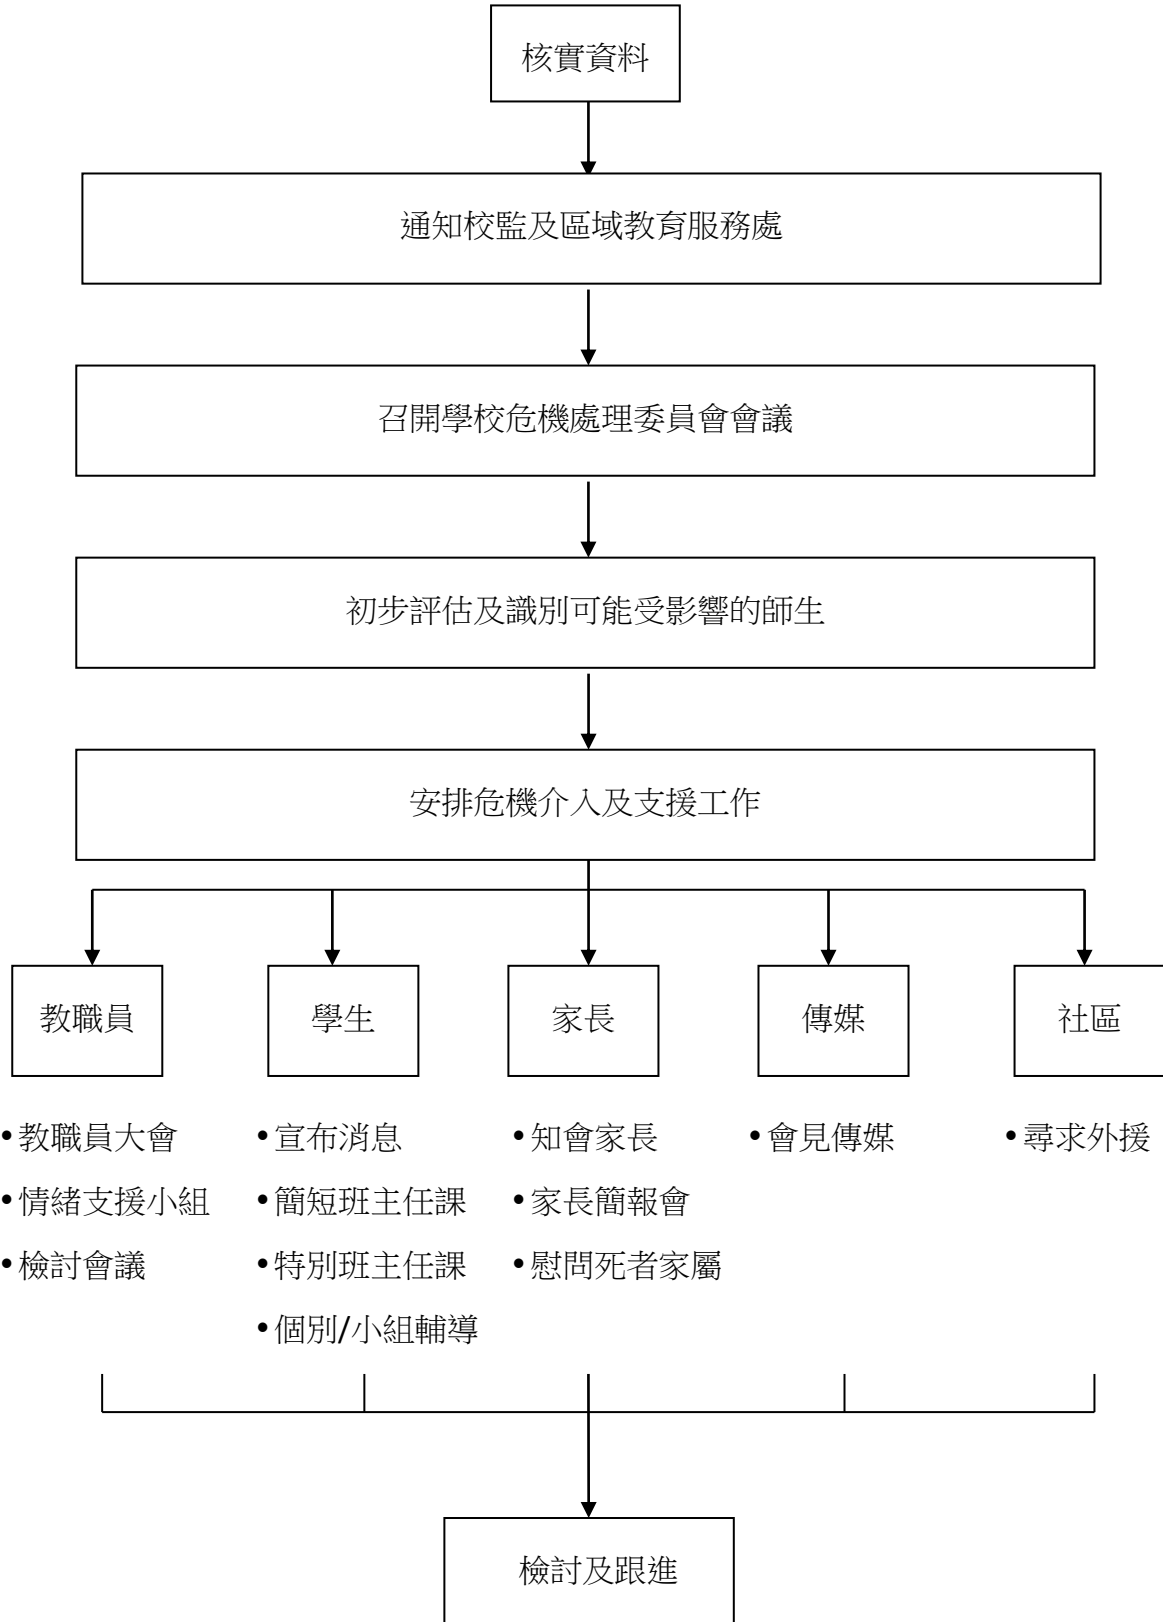 核實資料
通知校監及區域教育服務處
召開學校危機處理委員會會議
初步評估及識別可能受影響的師生
安排危機介入及支援工作
教職員
學生
家長
傳媒
社區
•教職員大會
•情緒支援小組
•檢討會議
•宣布消息
•簡短班主任課
•特別班主任課
•個別/小組輔導
•知會家長
•家長簡報會
•慰問死者家屬
•會見傳媒
•尋求外援
檢討及跟進